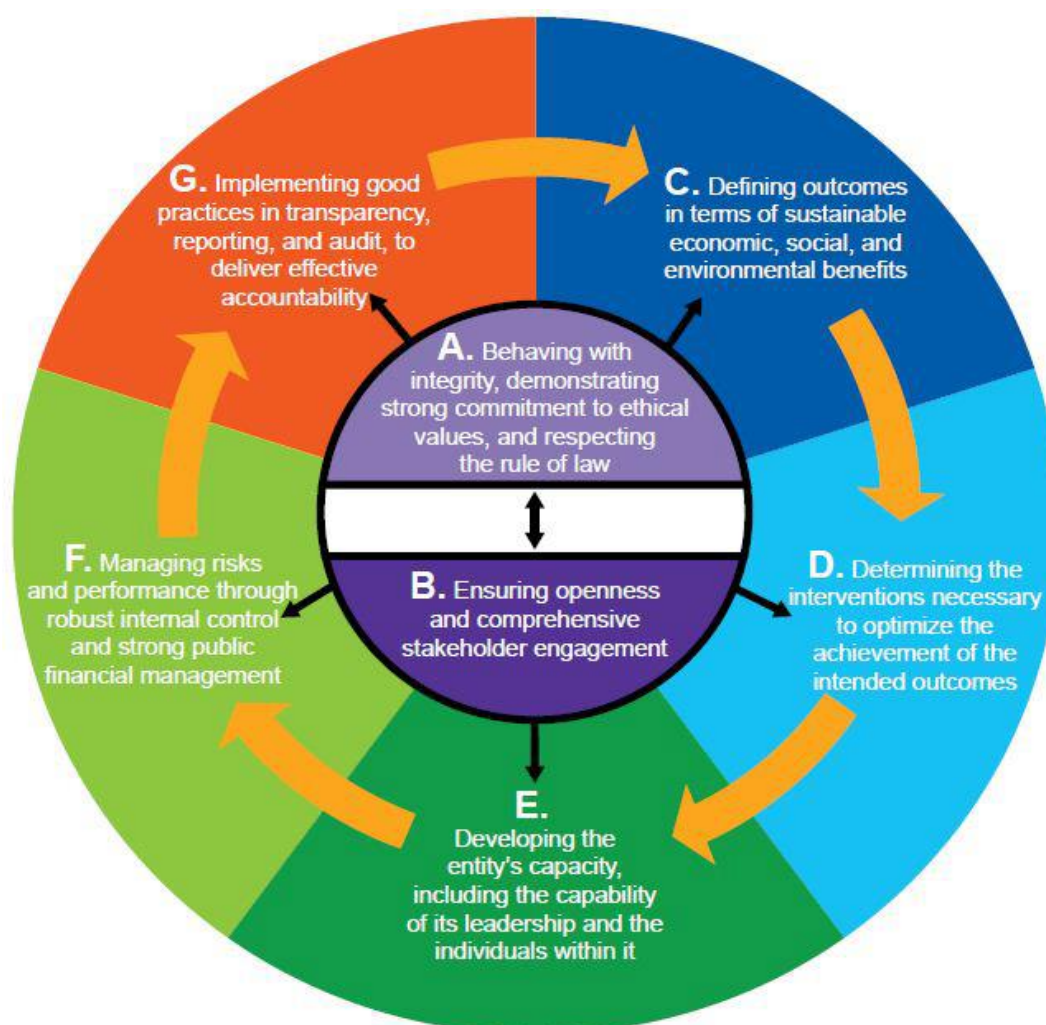 A. Behaving with
integrity, demonstrating
strong commitment to ethical
values, and respecting
the rule of law
B. Ensuring openness
and comprehensive
stakeholder engagement
C. Defining outcomes
in terms of sustainable
economic, social, and
environmental benefits
D. Determining the
interventions necessary
to optimize the
achievement of the
intended outcomes
E.
Developing the
entity's capacity,
including the capability
of its leadership and the
individuals within it
F. Managing risks
and performance through
robust internal control
and strong public
financial management
G. Implementing good
practices in transparency,
reporting, and audit, to
deliver effective
accountability